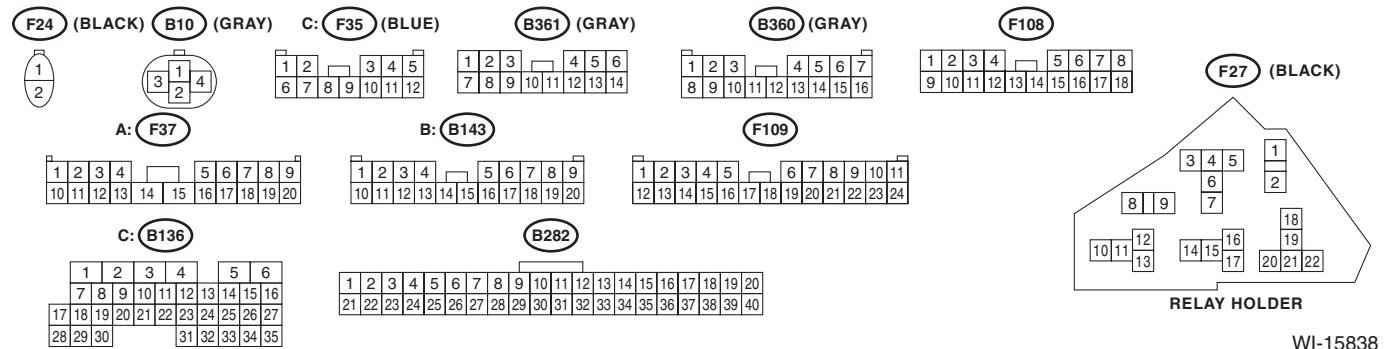 F24 (BLACK) B10 (GRAY) C: F35 (BLUE) B361 (GRAY) B360 (GRAY) F108
1
2
1
3 4
2
1 2 3 4 5
6 7 8 9 10 11 12
1 2 3 4 5 6
7 8 9 10 11 12 13 14
1 2 3 4 5 6 7
8 9 10 11 12 13 14 15 16
1 2 3 4 5 6 7 8
9 10 11 12 13 14 15 16 17 18
F27 (BLACK)
A: F37 B: B143 F109
1 2 3 4 5 6 7 8 9
10 11 12 13 14 15 16 17 18 19 20
1 2 3 4 5 6 7 8 9
10 11 12 13 14 15 16 17 18 19 20
1 2 3 4 5 6 7 8 9 10 11
12 13 14 15 16 17 18 19 20 21 22 23 24
3 4 5 1
6 2
8 9 7
18
12 16 19
10 11 14 15
13 17 20 21 22
RELAY HOLDER
C: B136 B282
1 2 3 4 5 6
7 8 9 10 11 12 13 14 15 16
17 18 19 20 21 22 23 24 25 26 27
28 29 30 31 32 33 34 35
1 2 3 4 5 6 7 8 9 10 11 12 13 14 15 16 17 18 19 20
21 22 23 24 25 26 27 28 29 30 31 32 33 34 35 36 37 38 39 40
WI-15838